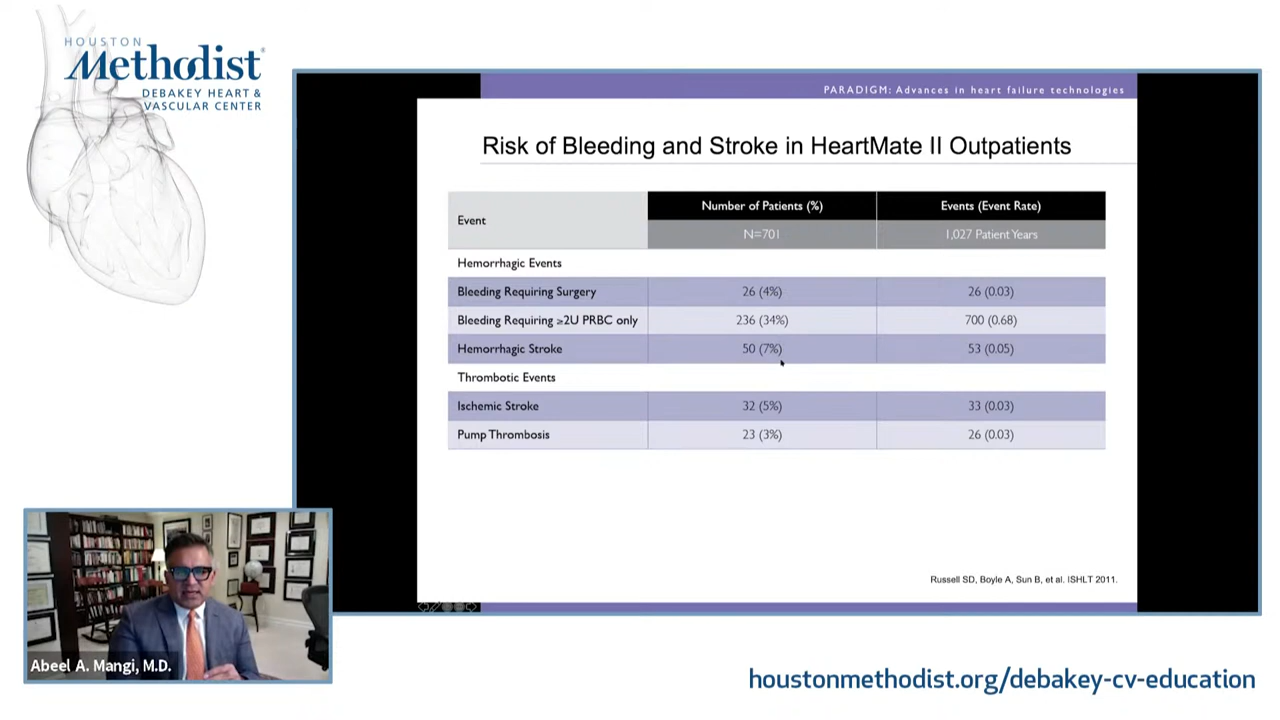 HOUSTON
Methodist®
DEBAKEY HEART &
VASCULAR CENTER
PARADIGM: Advances in heart failure technologies
Risk of Bleeding and Stroke in HeartMate II Outpatients
Event
Number of Patients (%)
Events (Event Rate)
N=701
1,027 Patient Years
Hemorrhagic Events
Bleeding Requiring Surgery 26 (4%) 26 (0.03)
Bleeding Requiring ≥2U PRBC only 236 (34%) 700 (0.68)
Hemorrhagic Stroke 50 (7%) 53 (0.05)
Thrombotic Events
Ischemic Stroke 32 (5%) 33 (0.03)
Pump Thrombosis 23 (3%) 26 (0.03)
Russell SD, Boyle A, Sun B, et al. ISHLT 2011.
Abeel A. Mangi, M.D.
houstonmethodist.org/debakey-cv-education